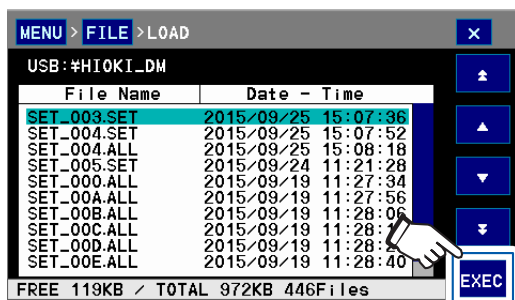 MENU > FILE >LOAD ×
USB:¥HIOKI_DM
File Name Date - Time
SET_003.SET 2015/09/25 15:07:36
SET_004.SET 2015/09/25 15:07:52
SET_004.ALL 2015/09/25 15:08:18
SET_005.SET 2015/09/24 11:21:28
SET_000.ALL 2015/09/19 11:27:34
SET_00A.ALL 2015/09/19 11:27:56
SET_00B.ALL 2015/09/19 11:28:0
SET_00C.ALL 2015/09/19 11:28:
SET_00D.ALL 2015/09/19 11:28:
SET_00E.ALL 2015/09/19 11:28:40
EXEC
FREE 119KB / TOTAL 972KB 446Files